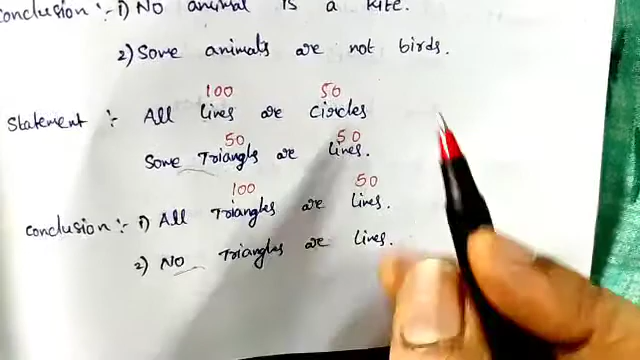 Conclusion :- 1) No animal is a kite.
2) Some animals are not birds.
100 50
Statement :- All lines are circles
50 50
Some Triangles are lines.
100 50
Conclusion :- 1) All Triangles are lines.
2) No Triangles are lines.